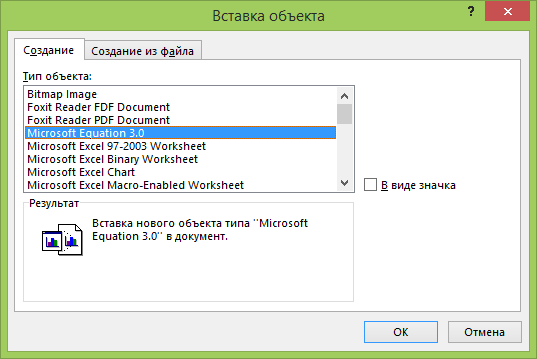 Вставка объекта
?
Создание
Создание из файла
Тип объекта:
Bitmap Image
Foxit Reader FDF Document
Foxit Reader PDF Document
Microsoft Equation 3.0
Microsoft Excel 97-2003 Worksheet
Microsoft Excel Binary Worksheet
Microsoft Excel Chart
Microsoft Excel Macro-Enabled Worksheet
В виде значка
Результат
Вставка нового объекта типа "Microsoft
Equation 3.0" в документ.
ОК
Отмена